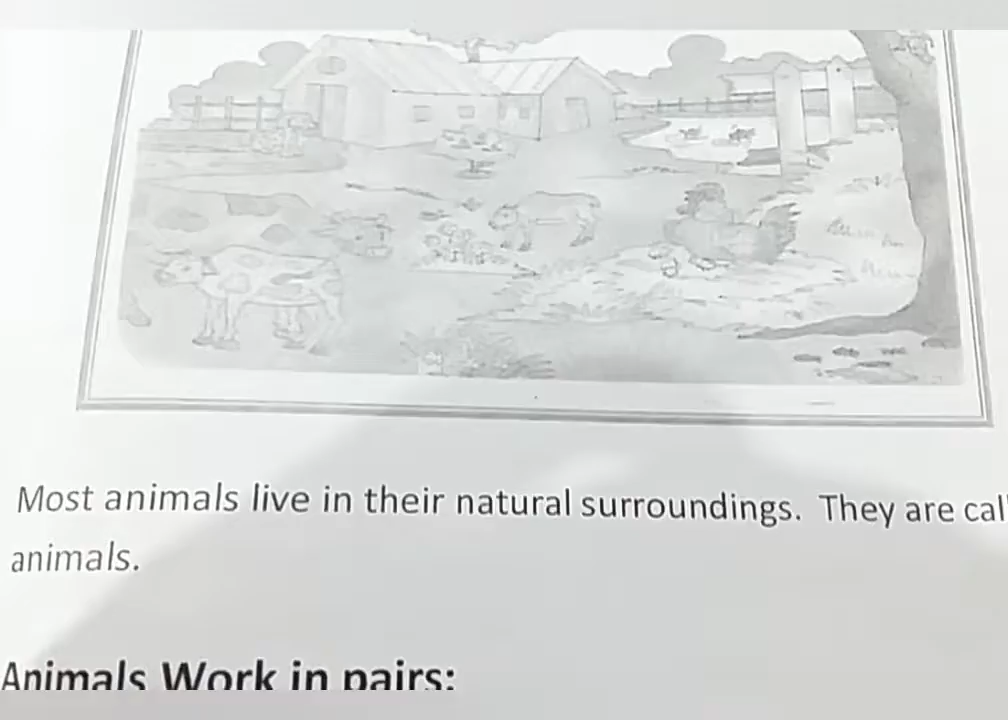 Most animals live in their natural surroundings. They are cal
animals.
Animals Work in pairs: